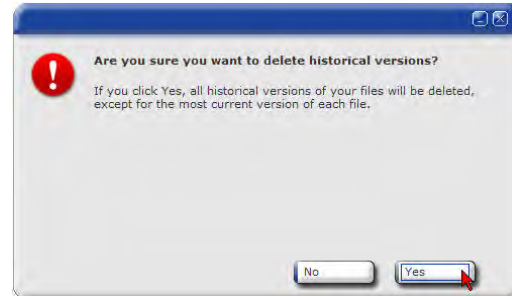 Are you sure you want to delete historical versions?
If you click Yes, all historical versions of your files will be deleted,
except for the most current version of each file.
No
Yes